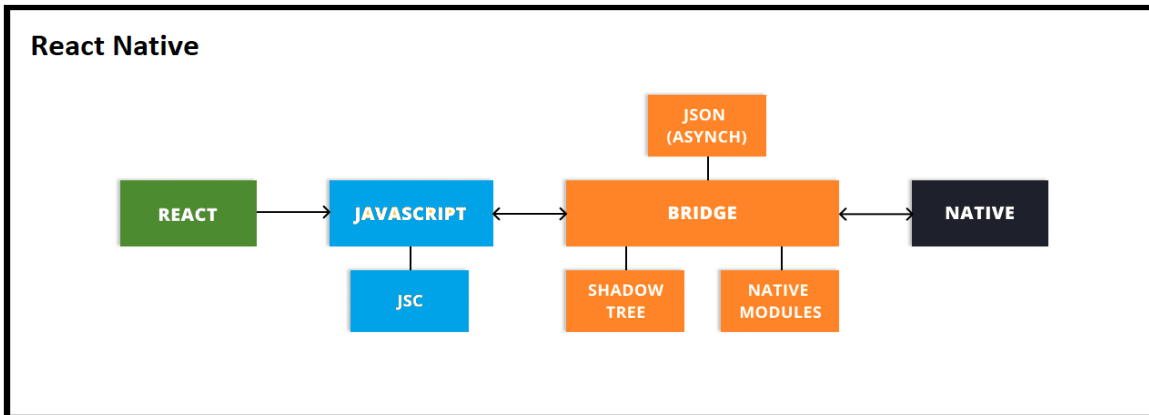 React Native
JSON
(ASYNCH)
REACT
JAVASCRIPT
BRIDGE
NATIVE
JSC
SHADOW
TREE
NATIVE
MODULES